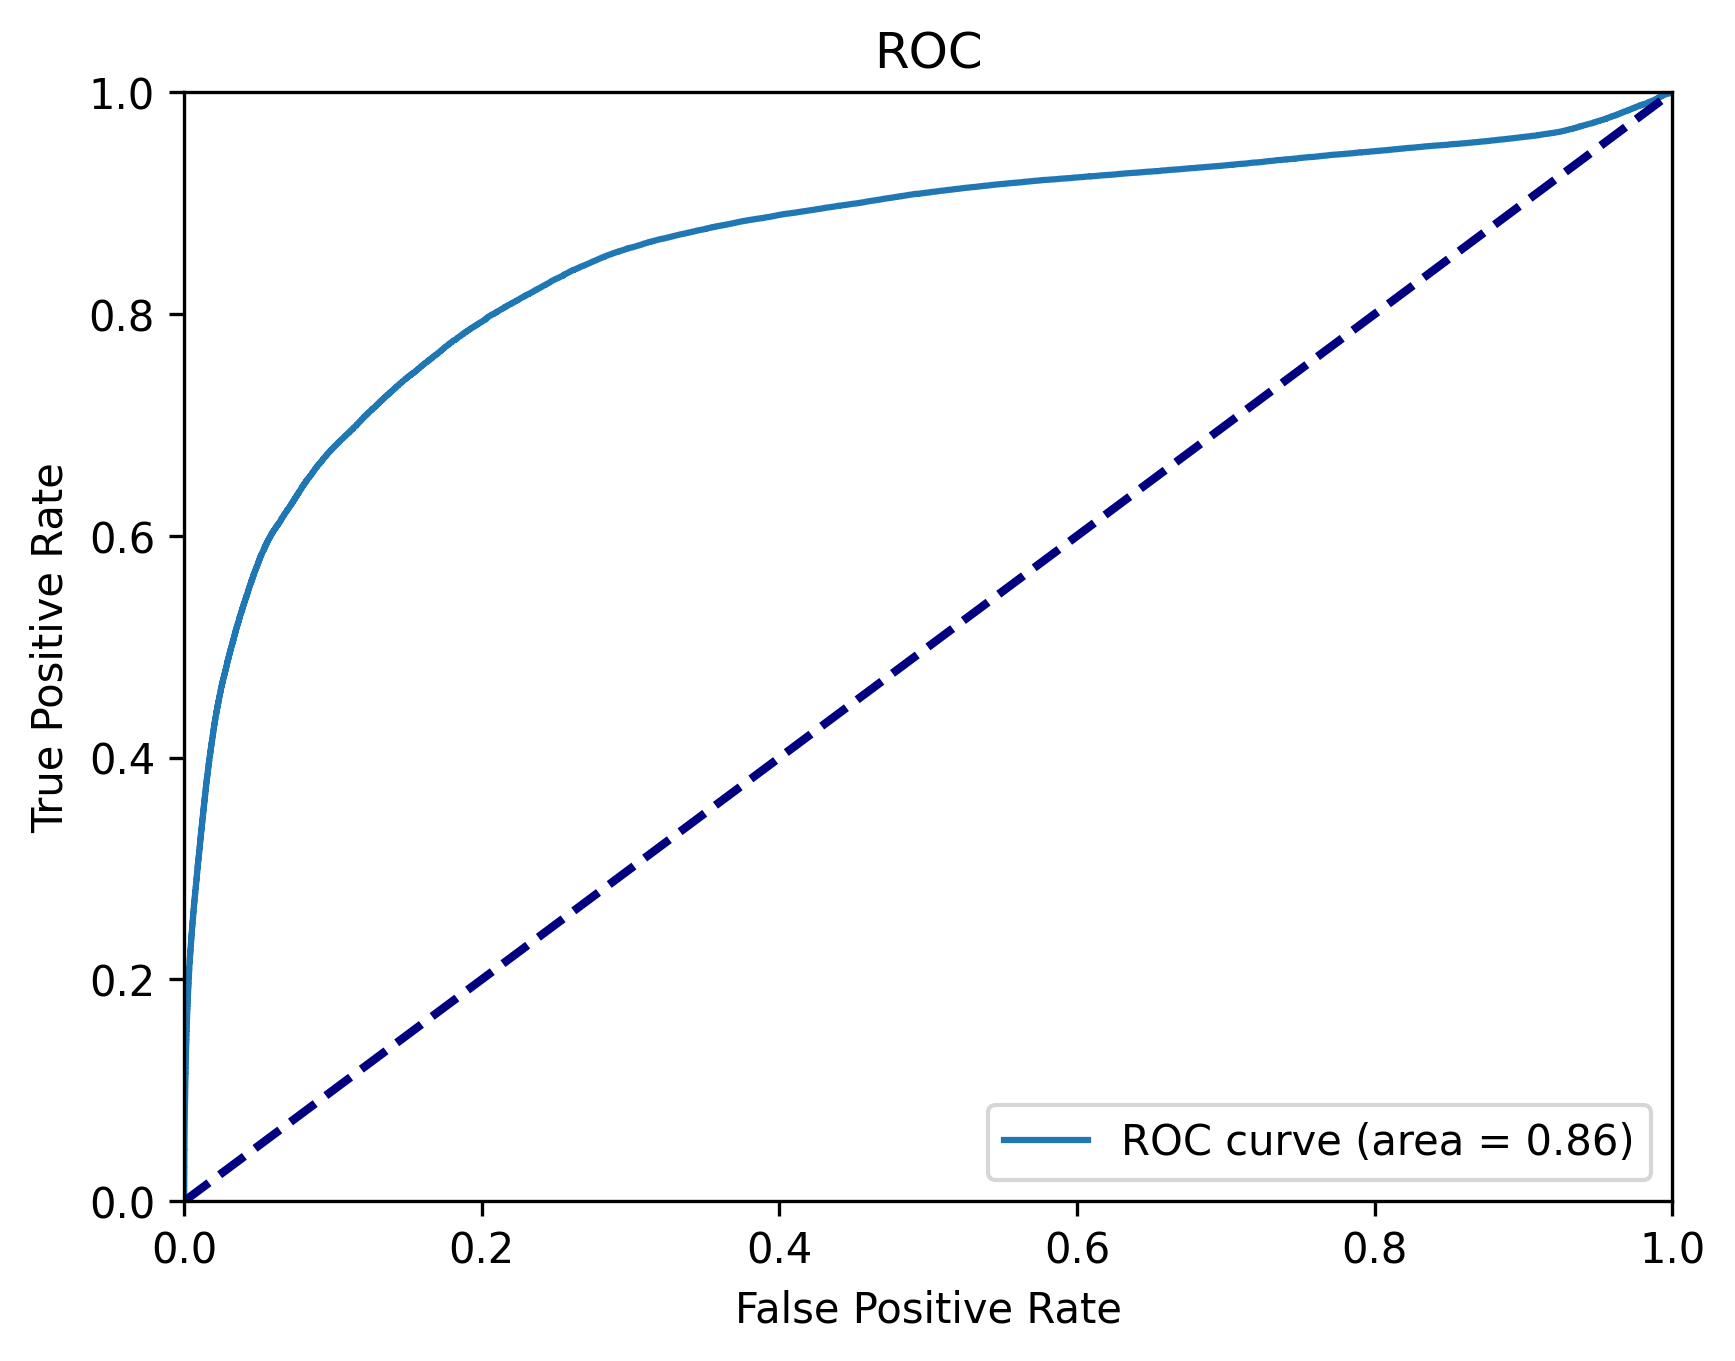 ROC
1.0
0.8
0.6
0.4
0.2
0.0
True Positive Rate
ROC curve (area = 0.86)
0.0 0.2 0.4 0.6 0.8 1.0
False Positive Rate